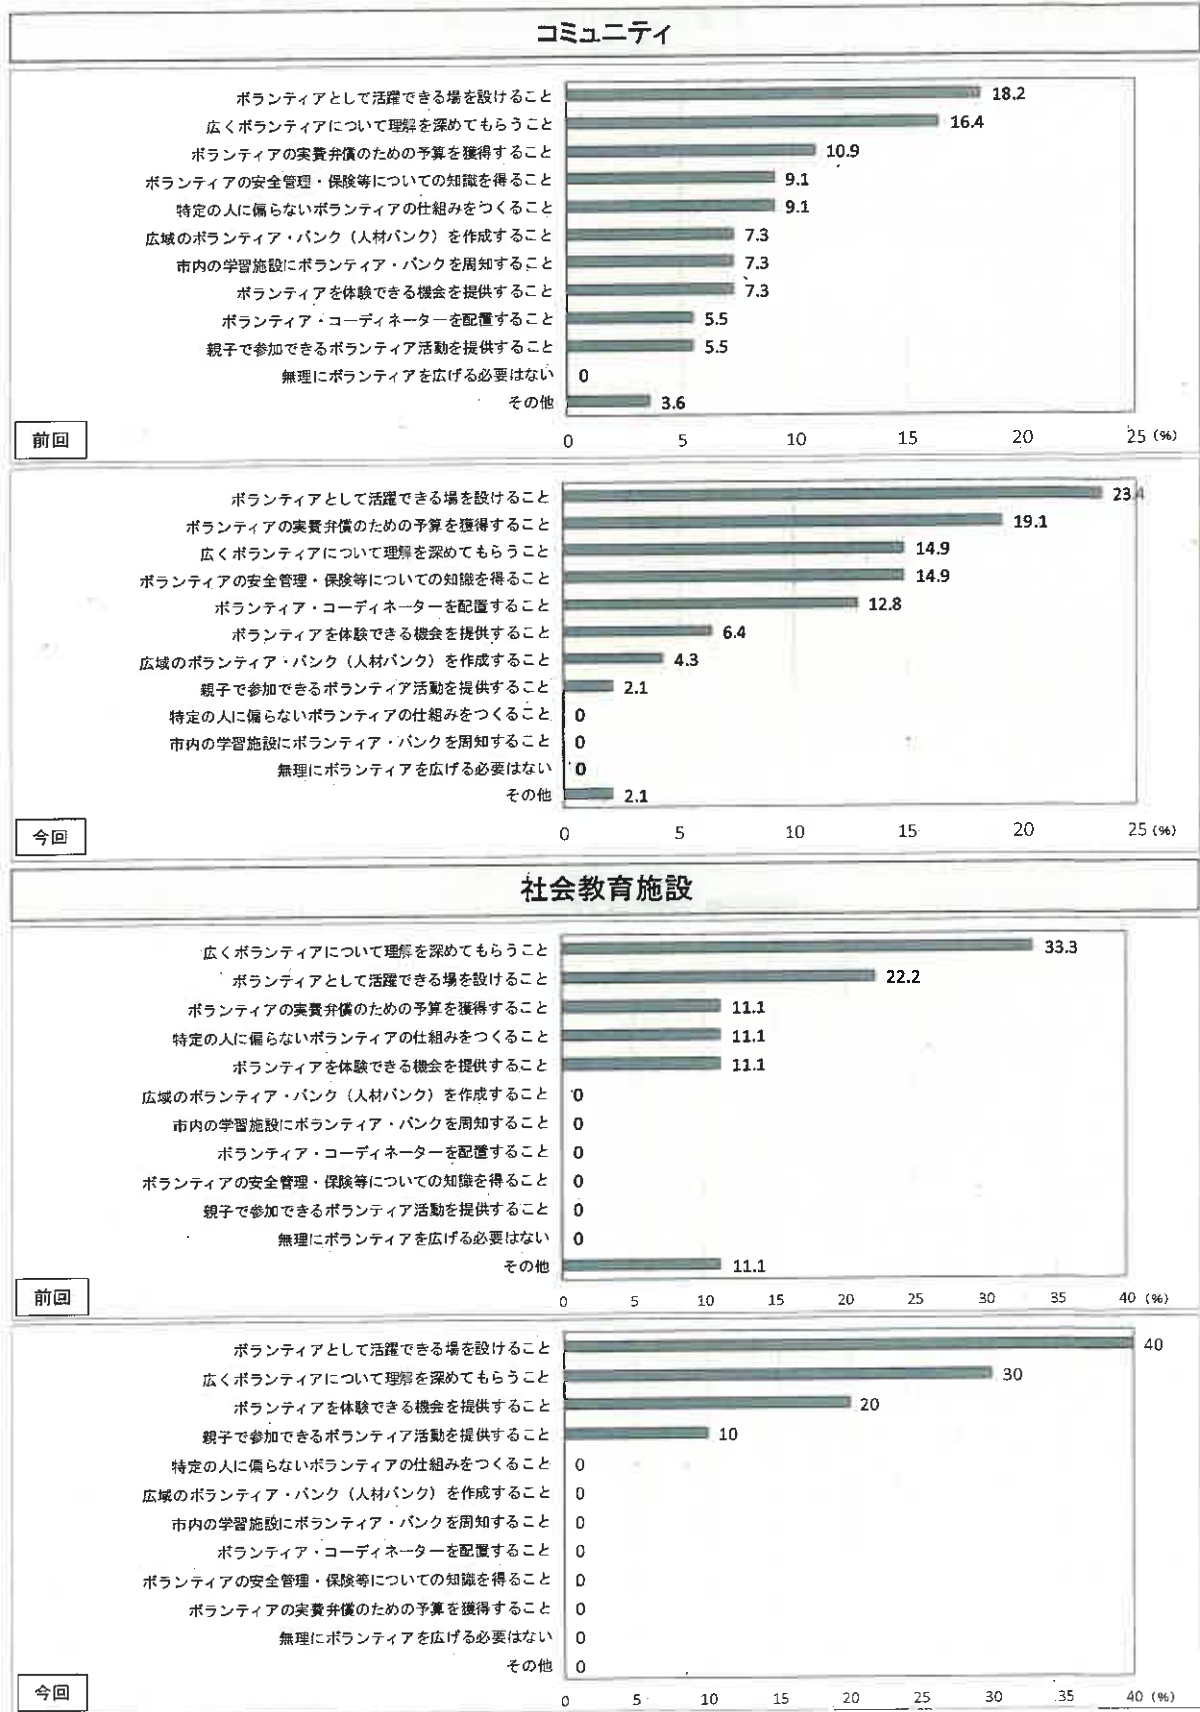 コミュニティ
ボランティアとして活躍できる場を設けること 18.2
広くボランティアについて理解を深めてもらうこと 16.4
ボランティアの実費弁償のための予算を獲得すること 10.9
ボランティアの安全管理・保険等についての知識を得ること 9.1
特定の人に偏らないボランティアの仕組みをつくること 9.1
広域のボランティア・バンク（人材バンク）を作成すること 7.3
市内の学習施設にボランティア・バンクを周知すること 7.3
ボランティアを体験できる機会を提供すること 7.3
ボランティア・コーディネーターを配置すること 5.5
親子で参加できるボランティア活動を提供すること 5.5
無理にボランティアを広げる必要はない 0
その他 3.6
前回 0 5 10 15 20 25 (%)
ボランティアとして活躍できる場を設けること 23.4
ボランティアの実費弁償のための予算を獲得すること 19.1
広くボランティアについて理解を深めてもらうこと 14.9
ボランティアの安全管理・保険等についての知識を得ること 14.9
ボランティア・コーディネーターを配置すること 12.8
ボランティアを体験できる機会を提供すること 6.4
広域のボランティア・バンク（人材バンク）を作成すること 4.3
親子で参加できるボランティア活動を提供すること 2.1
特定の人に偏らないボランティアの仕組みをつくること 0
市内の学習施設にボランティア・バンクを周知すること 0
無理にボランティアを広げる必要はない 0
その他 2.1
今回 0 5 10 15 20 25 (%)
社会教育施設
広くボランティアについて理解を深めてもらうこと 33.3
ボランティアとして活躍できる場を設けること 22.2
ボランティアの実費弁償のための予算を獲得すること 11.1
特定の人に偏らないボランティアの仕組みをつくること 11.1
ボランティアを体験できる機会を提供すること 11.1
広域のボランティア・バンク（人材バンク）を作成すること 0
市内の学習施設にボランティア・バンクを周知すること 0
ボランティア・コーディネーターを配置すること 0
ボランティアの安全管理・保険等についての知識を得ること 0
親子で参加できるボランティア活動を提供すること 0
無理にボランティアを広げる必要はない 0
その他 11.1
前回 0 5 10 15 20 25 30 35 40 (%)
ボランティアとして活躍できる場を設けること 40
広くボランティアについて理解を深めてもらうこと 30
ボランティアを体験できる機会を提供すること 20
親子で参加できるボランティア活動を提供すること 10
特定の人に偏らないボランティアの仕組みをつくること 0
広域のボランティア・バンク（人材バンク）を作成すること 0
市内の学習施設にボランティア・バンクを周知すること 0
ボランティア・コーディネーターを配置すること 0
ボランティアの安全管理・保険等についての知識を得ること 0
ボランティアの実費弁償のための予算を獲得すること 0
無理にボランティアを広げる必要はない 0
その他 0
今回 0 5 10 15 20 25 30 35 40 (%)